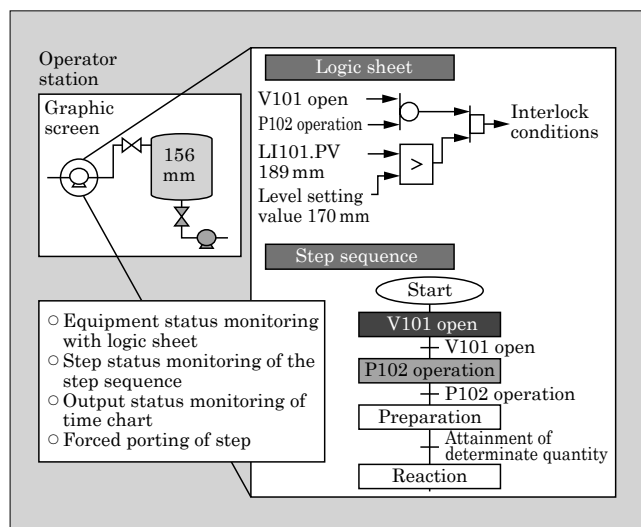 Operator
station
Graphic
screen
156
mm
Logic sheet
V101 open
P102 operation
LI101.PV
189 mm
Level setting
value 170 mm
>
Interlock
conditions
Step sequence
Start
V101 open
V101 open
P102 operation
P102 operation
Preparation
Attainment of
determinate quantity
Reaction
○ Equipment status monitoring
with logic sheet
○ Step status monitoring of the
step sequence
○ Output status monitoring of
time chart
○ Forced porting of step